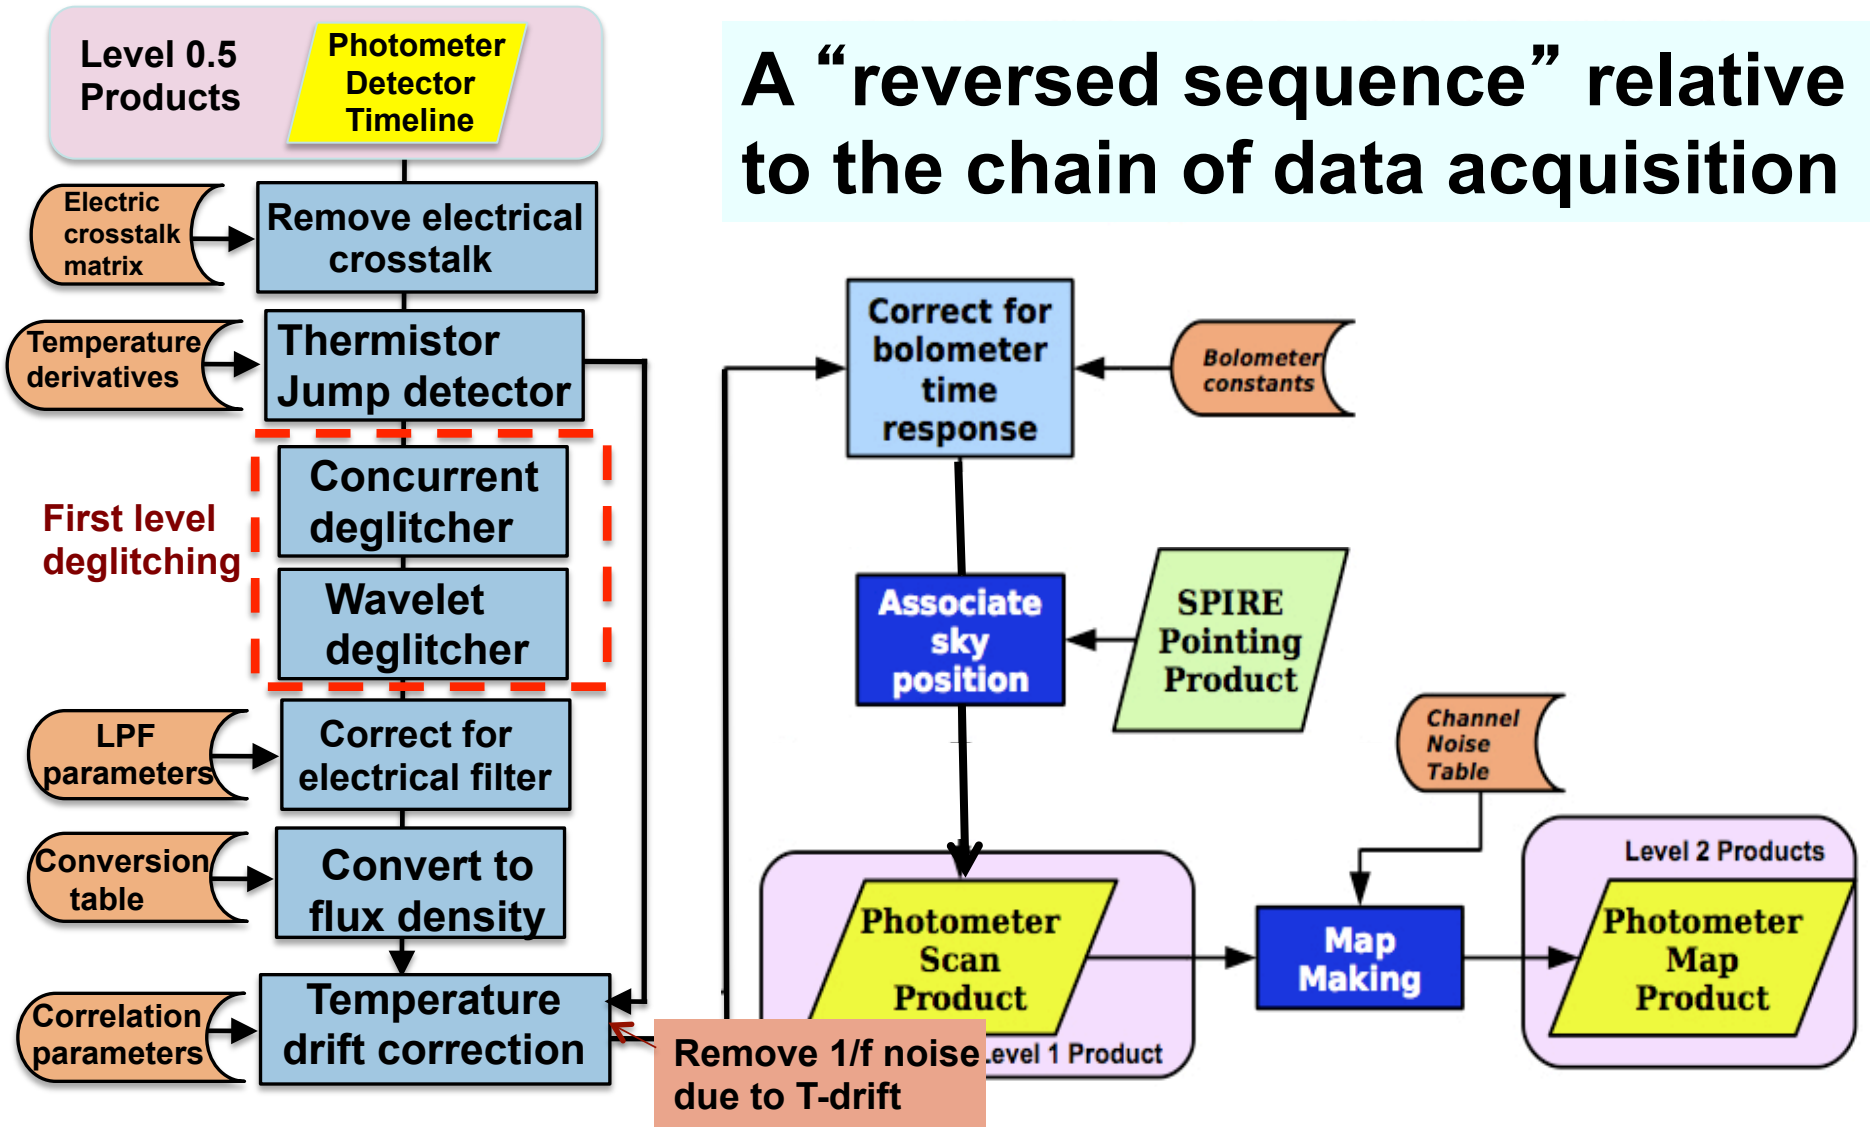 Level 0.5
Products
Photometer
Detector
Timeline
A “reversed sequence” relative
to the chain of data acquisition
Electric
crosstalk
matrix
Remove electrical
crosstalk
Temperature
derivatives
Thermistor
Jump detector
First level
deglitching
Concurrent
deglitcher
Wavelet
deglitcher
LPF
parameters
Correct for
electrical filter
Conversion
table
Convert to
flux density
Correlation
parameters
Temperature
drift correction
Remove 1/f noise
due to T-drift
Correct for
bolometer
time
response
Bolometer
constants
Associate
sky
position
SPIRE
Pointing
Product
Channel
Noise
Table
Photometer
Scan
Product
Level 1 Product
Map
Making
Level 2 Products
Photometer
Map
Product